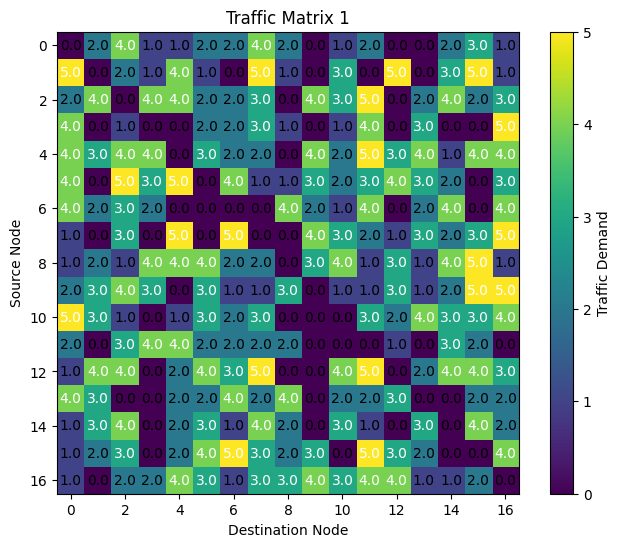 Traffic Matrix 1
0 0.0 2.0 4.0 1.0 1.0 2.0 2.0 4.0 2.0 0.0 1.0 2.0 0.0 0.0 2.0 3.0 1.0
5.0 0.0 2.0 1.0 4.0 1.0 0.0 5.0 1.0 0.0 3.0 0.0 5.0 0.0 3.0 5.0 1.0
2 2.0 4.0 0.0 4.0 4.0 2.0 2.0 3.0 0.0 4.0 3.0 5.0 0.0 2.0 4.0 2.0 3.0
4.0 0.0 1.0 0.0 0.0 2.0 2.0 3.0 1.0 0.0 1.0 4.0 0.0 3.0 0.0 0.0 5.0
4 4.0 3.0 4.0 4.0 0.0 3.0 2.0 2.0 0.0 4.0 2.0 5.0 3.0 4.0 1.0 4.0 4.0
4.0 0.0 5.0 3.0 5.0 0.0 4.0 1.0 1.0 3.0 2.0 3.0 4.0 3.0 2.0 0.0 3.0
6 4.0 2.0 3.0 2.0 0.0 0.0 0.0 0.0 4.0 2.0 1.0 4.0 0.0 2.0 4.0 0.0 4.0
1.0 0.0 3.0 0.0 5.0 0.0 5.0 0.0 0.0 4.0 3.0 2.0 1.0 3.0 2.0 3.0 5.0
8 1.0 2.0 1.0 4.0 4.0 4.0 2.0 2.0 0.0 3.0 4.0 1.0 3.0 1.0 4.0 5.0 1.0
2.0 3.0 4.0 3.0 0.0 3.0 1.0 1.0 3.0 0.0 1.0 1.0 3.0 1.0 2.0 5.0 5.0
10 5.0 3.0 1.0 0.0 1.0 3.0 2.0 3.0 0.0 0.0 0.0 3.0 2.0 4.0 3.0 3.0 4.0
2.0 0.0 3.0 4.0 4.0 2.0 2.0 2.0 2.0 0.0 0.0 0.0 1.0 0.0 3.0 2.0 0.0
12 1.0 4.0 4.0 0.0 2.0 4.0 3.0 5.0 0.0 0.0 4.0 5.0 0.0 2.0 4.0 4.0 3.0
4.0 3.0 0.0 0.0 2.0 2.0 4.0 2.0 4.0 0.0 2.0 2.0 3.0 0.0 0.0 2.0 2.0
14 1.0 3.0 4.0 0.0 2.0 3.0 1.0 4.0 2.0 0.0 3.0 1.0 0.0 3.0 0.0 4.0 2.0
1.0 2.0 3.0 0.0 2.0 4.0 5.0 3.0 2.0 3.0 0.0 5.0 3.0 2.0 0.0 0.0 4.0
16 1.0 0.0 2.0 2.0 4.0 3.0 1.0 3.0 3.0 4.0 3.0 4.0 4.0 1.0 1.0 2.0 0.0
0 2 4 6 8 10 12 14 16
Destination Node
Source Node
5
4
3
2
1
0
Traffic Demand